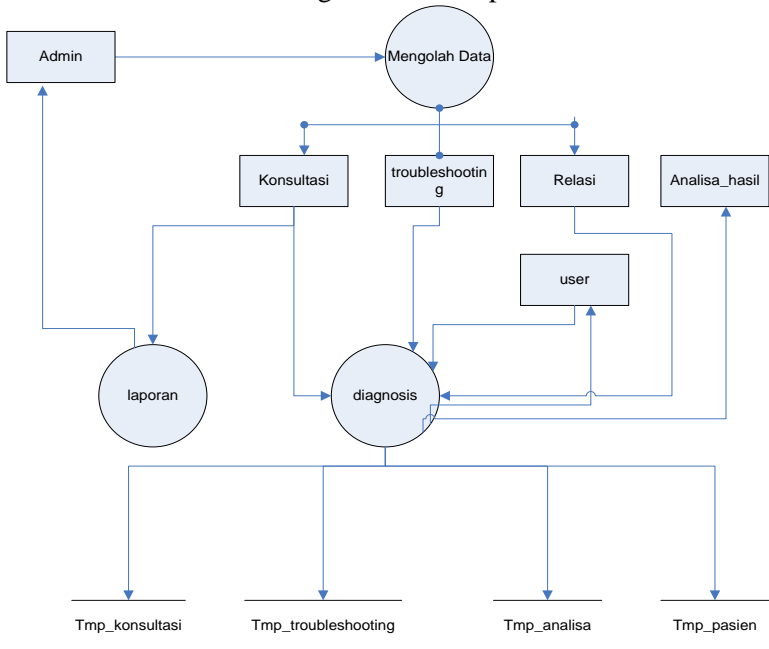 Admin
Mengolah Data
Konsultasi
troubleshootin
g
Relasi
Analisa_hasil
user
laporan
diagnosis
Tmp_konsultasi
Tmp_troubleshooting
Tmp_analisa
Tmp_pasien